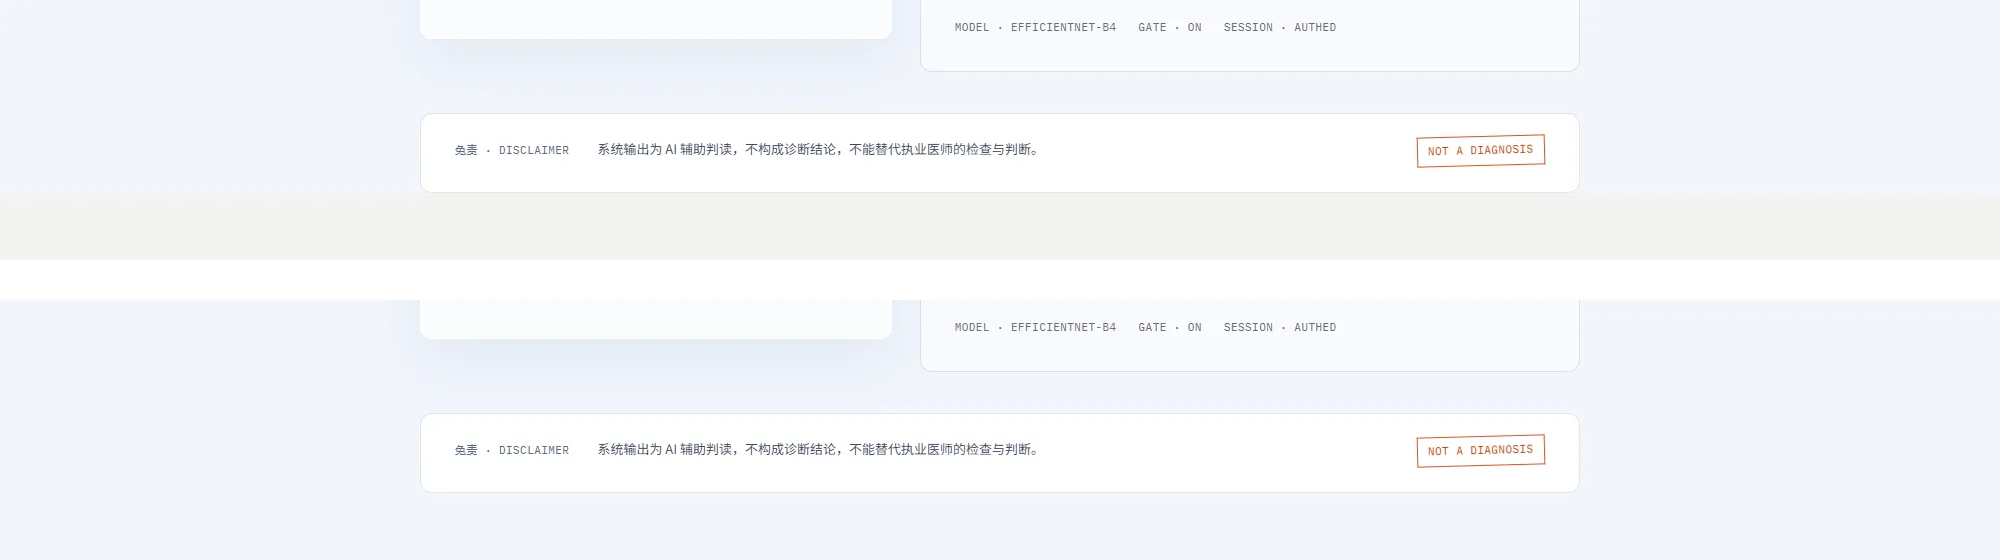 MODEL · EFFICIENTNET-B4 GATE · ON SESSION · AUTHED
免责 · DISCLAIMER 系统输出为 AI 辅助判读，不构成诊断结论，不能替代执业医师的检查与判断。 NOT A DIAGNOSIS
MODEL · EFFICIENTNET-B4 GATE · ON SESSION · AUTHED
免责 · DISCLAIMER 系统输出为 AI 辅助判读，不构成诊断结论，不能替代执业医师的检查与判断。 NOT A DIAGNOSIS